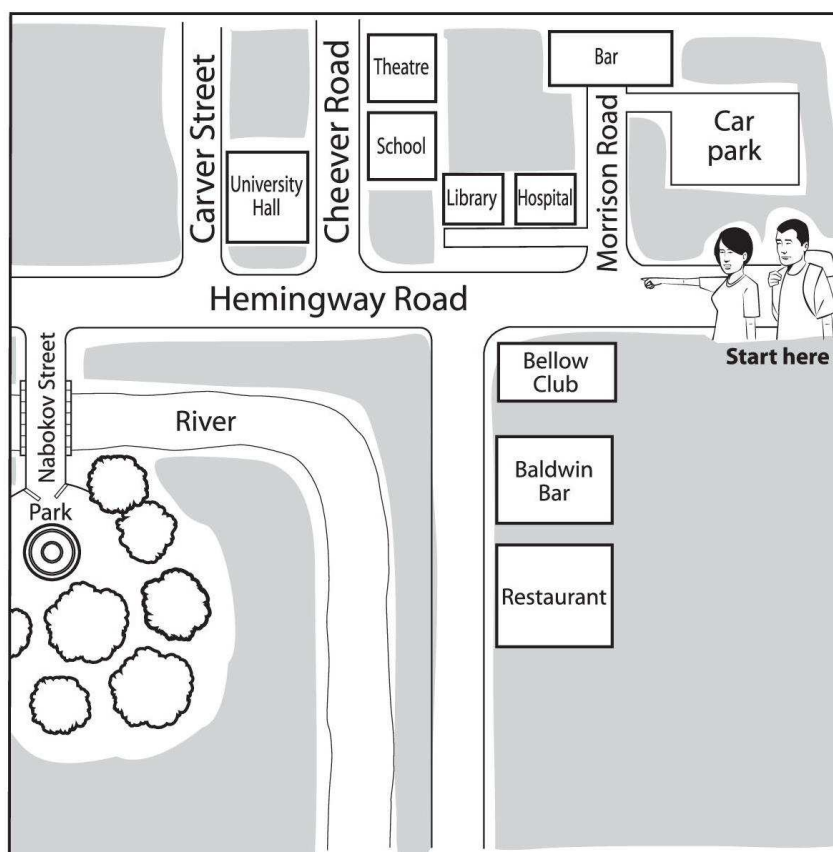 Carver Street
Cheever Road
Theatre
School
University
Hall
Library
Hospital
Bar
Morrison Road
Car
park
Hemingway Road
Start here
Nabokov Street
River
Park
Bellow
Club
Baldwin
Bar
Restaurant